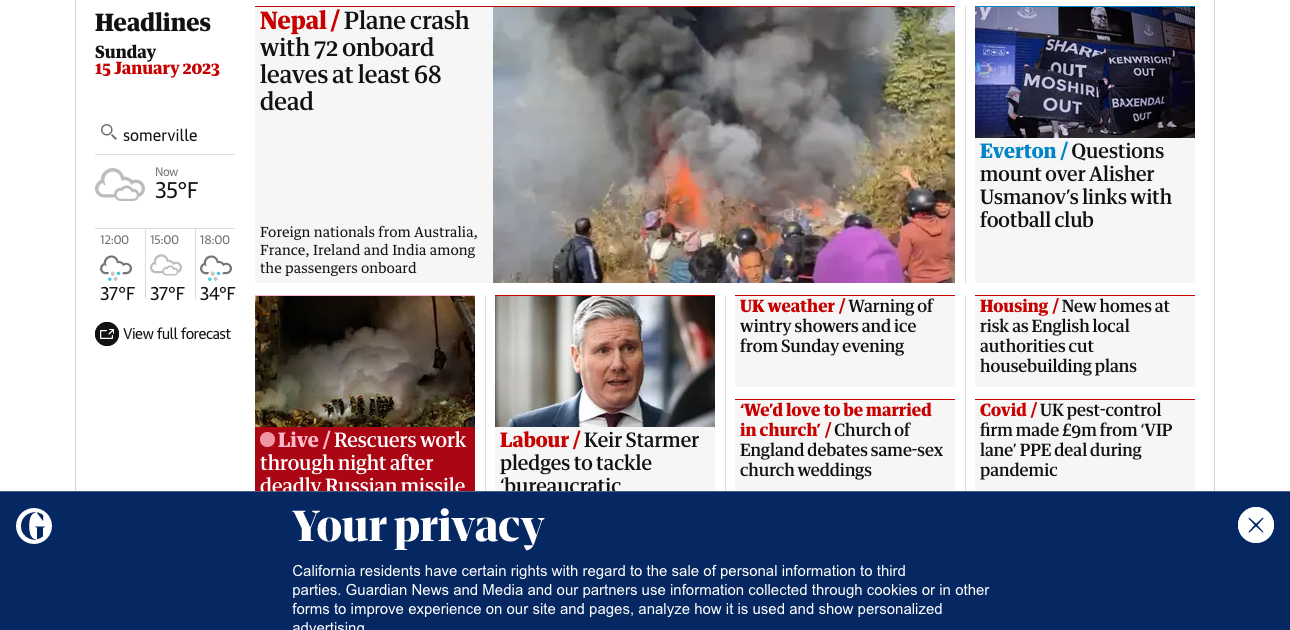 Headlines
Sunday
15 January 2023
somerville
Now
35°F
12:00
15:00
18:00
37°F
37°F
34°F
View full forecast
Nepal / Plane crash
with 72 onboard
leaves at least 68
dead
Foreign nationals from Australia,
France, Ireland and India among
the passengers onboard
SHARP
OUT
MOSHIRI
OUT
KENWRIGHT
OUT
BAXENDALE
OUT
Everton / Questions
mount over Alisher
Usmanov’s links with
football club
Live / Rescuers work
through night after
deadly Russian missile
Labour / Keir Starmer
pledges to tackle
‘bureaucratic
UK weather / Warning of
wintry showers and ice
from Sunday evening
‘We’d love to be married
in church’ / Church of
England debates same-sex
church weddings
Housing / New homes at
risk as English local
authorities cut
housebuilding plans
Covid / UK pest-control
firm made £9m from ‘VIP
lane’ PPE deal during
pandemic
Your privacy
California residents have certain rights with regard to the sale of personal information to third
parties. Guardian News and Media and our partners use information collected through cookies or in other
forms to improve experience on our site and pages, analyze how it is used and show personalized
advertising.